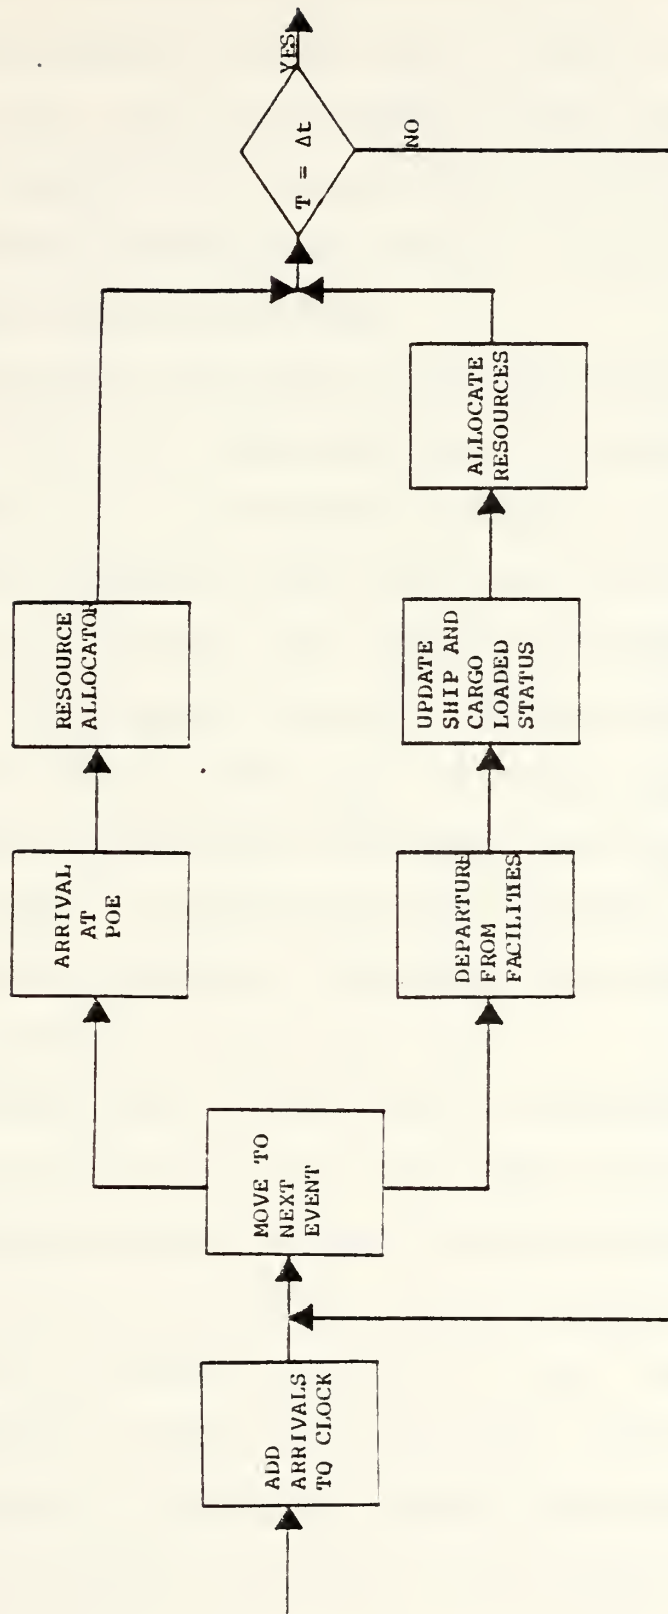 ADD
ARRIVALS
TO CLOCK
MOVE TO
NEXT
EVENT
ARRIVAL
AT
POE
RESOURCE
ALLOCATOR
DEPARTURE
FROM
FACILITIES
UPDATE
SHIP AND
CARGO
LOADED
STATUS
ALLOCATE
RESOURCES
T = Δt
YES
NO